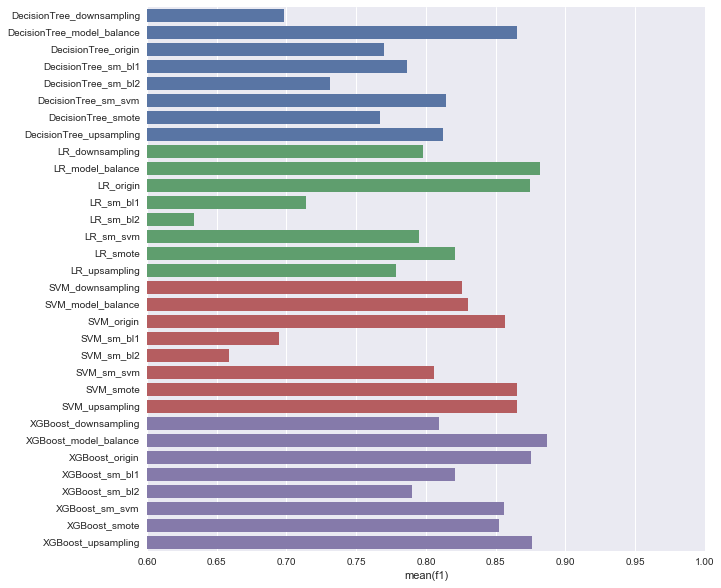 DecisionTree_downsampling
DecisionTree_model_balance
DecisionTree_origin
DecisionTree_sm_bl1
DecisionTree_sm_bl2
DecisionTree_sm_svm
DecisionTree_smote
DecisionTree_upsampling
LR_downsampling
LR_model_balance
LR_origin
LR_sm_bl1
LR_sm_bl2
LR_sm_svm
LR_smote
LR_upsampling
SVM_downsampling
SVM_model_balance
SVM_origin
SVM_sm_bl1
SVM_sm_bl2
SVM_sm_svm
SVM_smote
SVM_upsampling
XGBoost_downsampling
XGBoost_model_balance
XGBoost_origin
XGBoost_sm_bl1
XGBoost_sm_bl2
XGBoost_sm_svm
XGBoost_smote
XGBoost_upsampling
0.60 0.65 0.70 0.75 0.80 0.85 0.90 0.95 1.00
mean(f1)